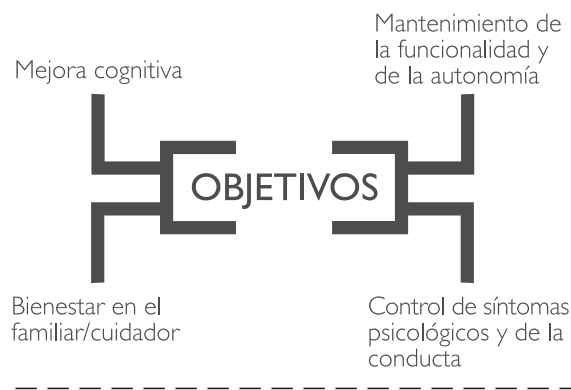 Mejora cognitiva
Mantenimiento de
la funcionalidad y
de la autonomía
OBJETIVOS
Bienestar en el
familiar/cuidador
Control de síntomas
psicológicos y de la
conducta